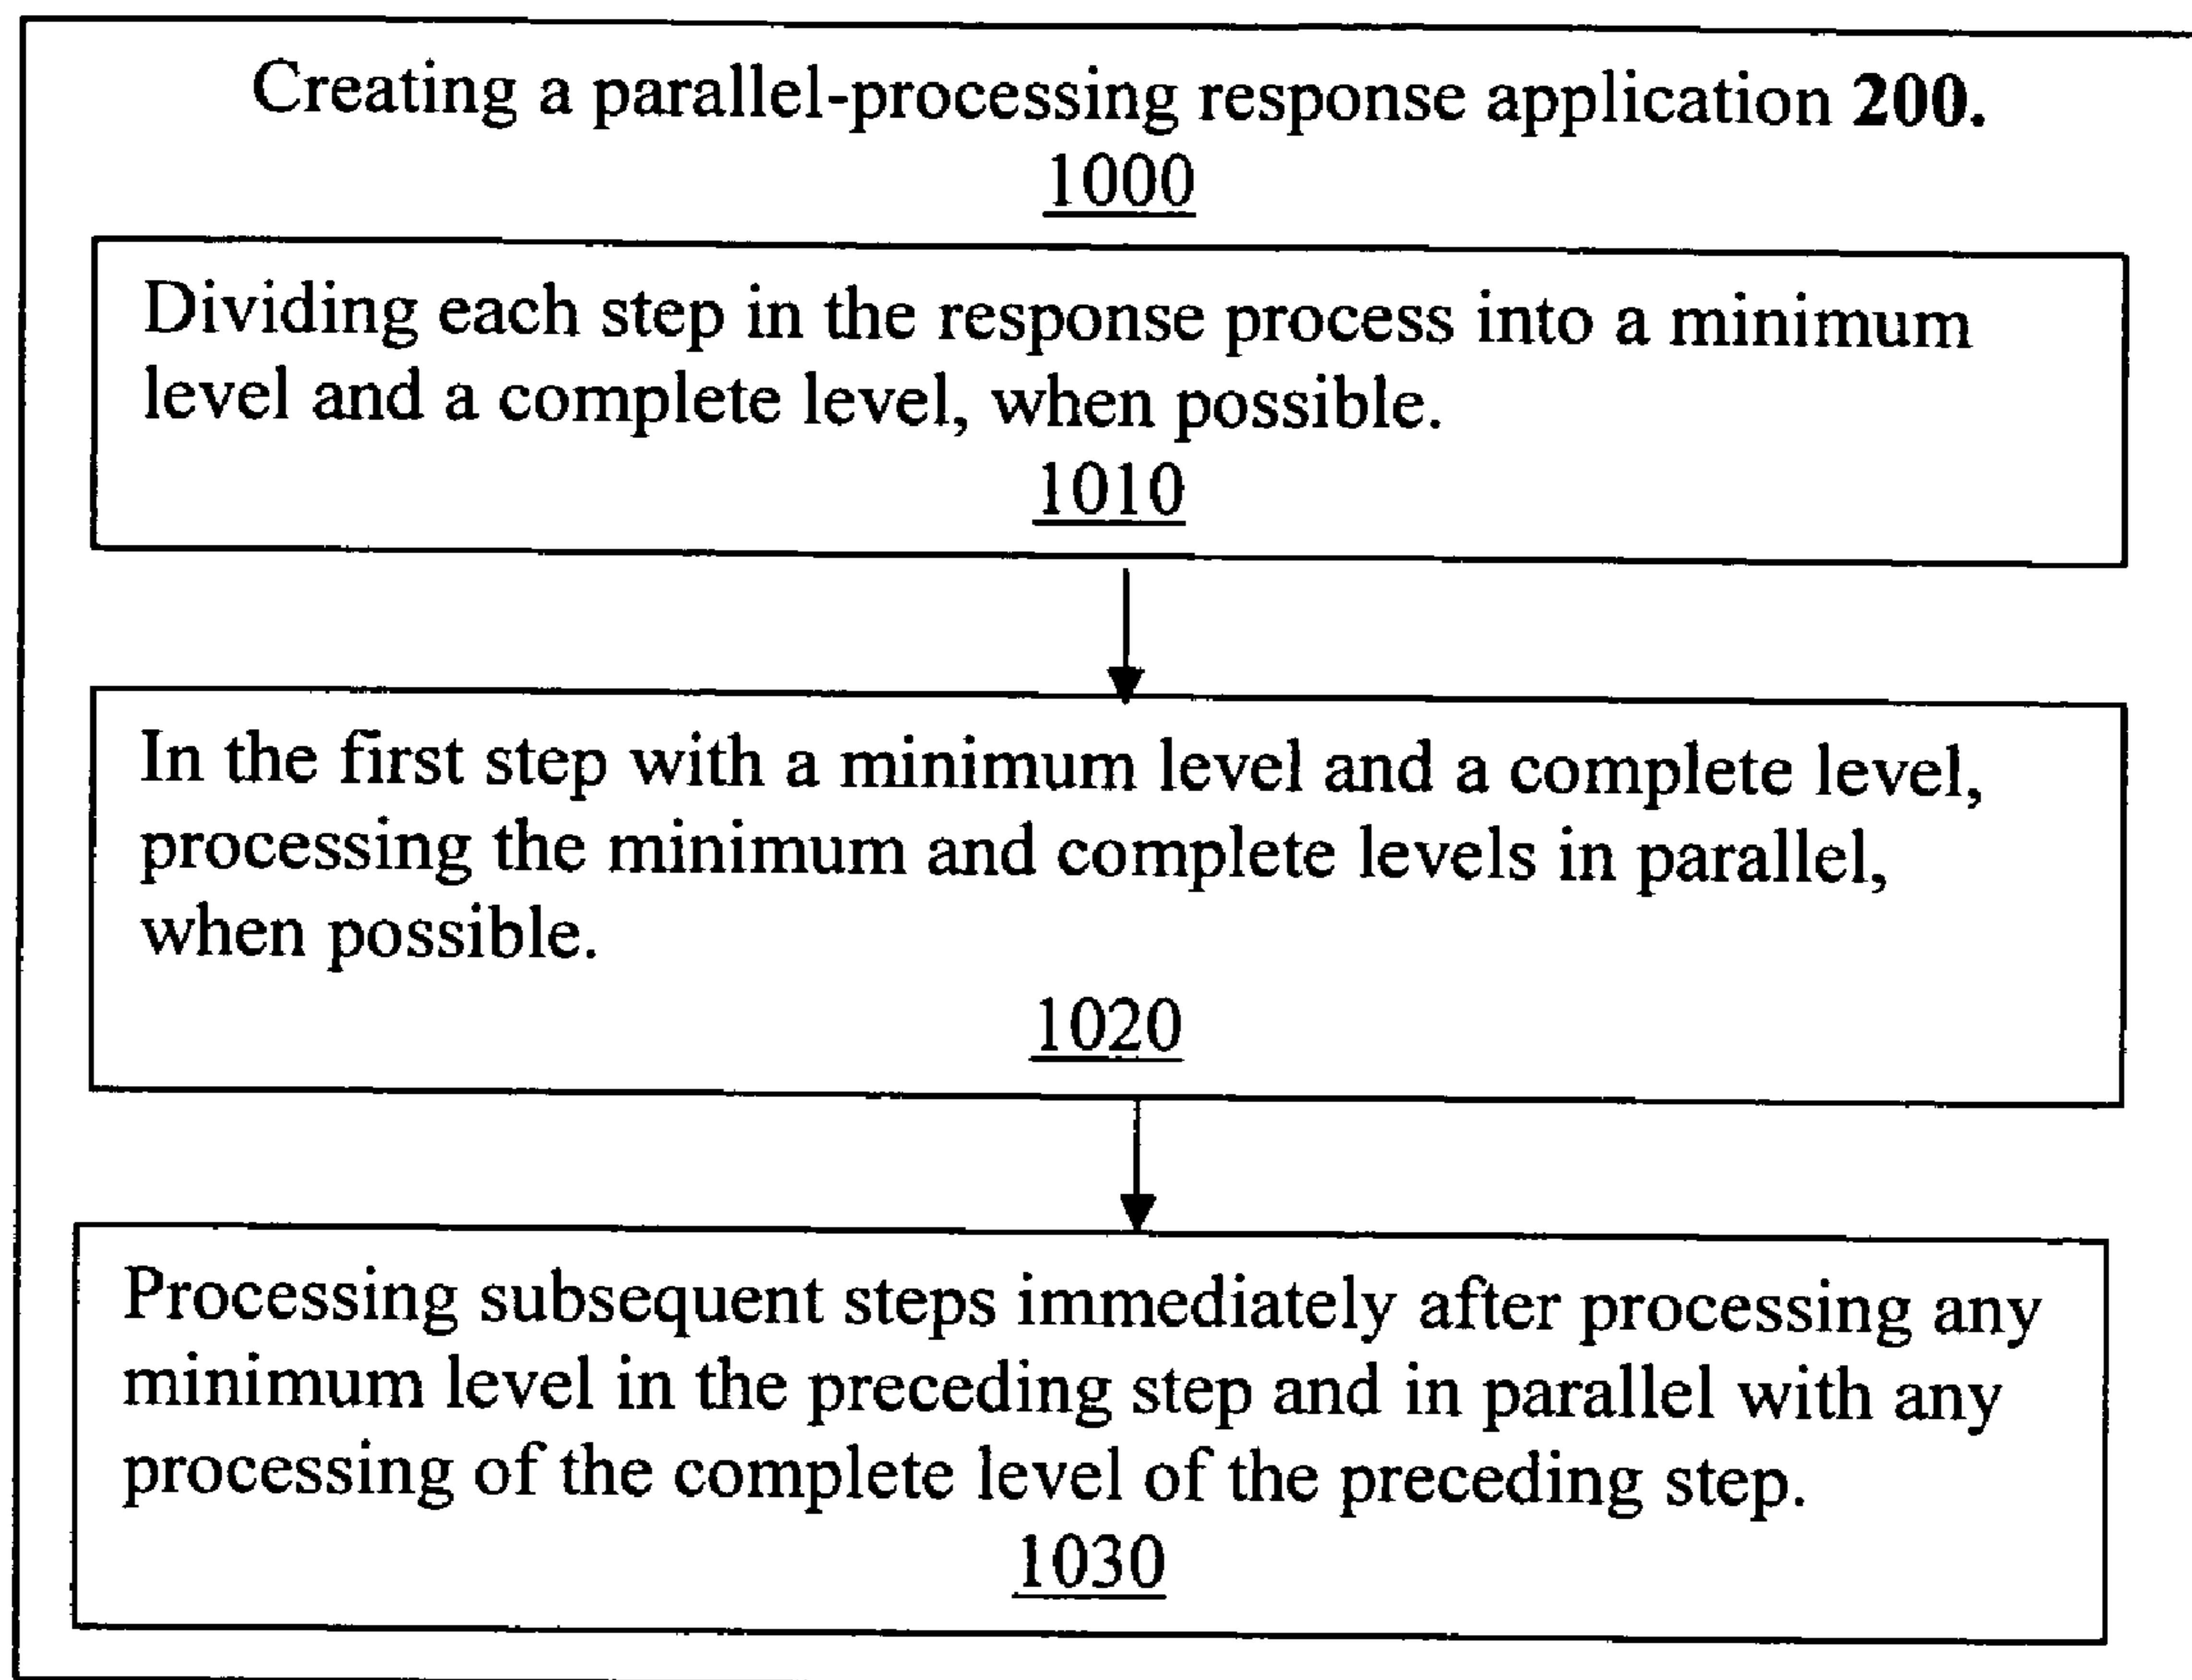 Creating a parallel-processing response application 200.
1000
Dividing each step in the response process into a minimum
level and a complete level, when possible.
1010
In the first step with a minimum level and a complete level,
processing the minimum and complete levels in parallel,
when possible.
1020
Processing subsequent steps immediately after processing any
minimum level in the preceding step and in parallel with any
processing of the complete level of the preceding step.
1030